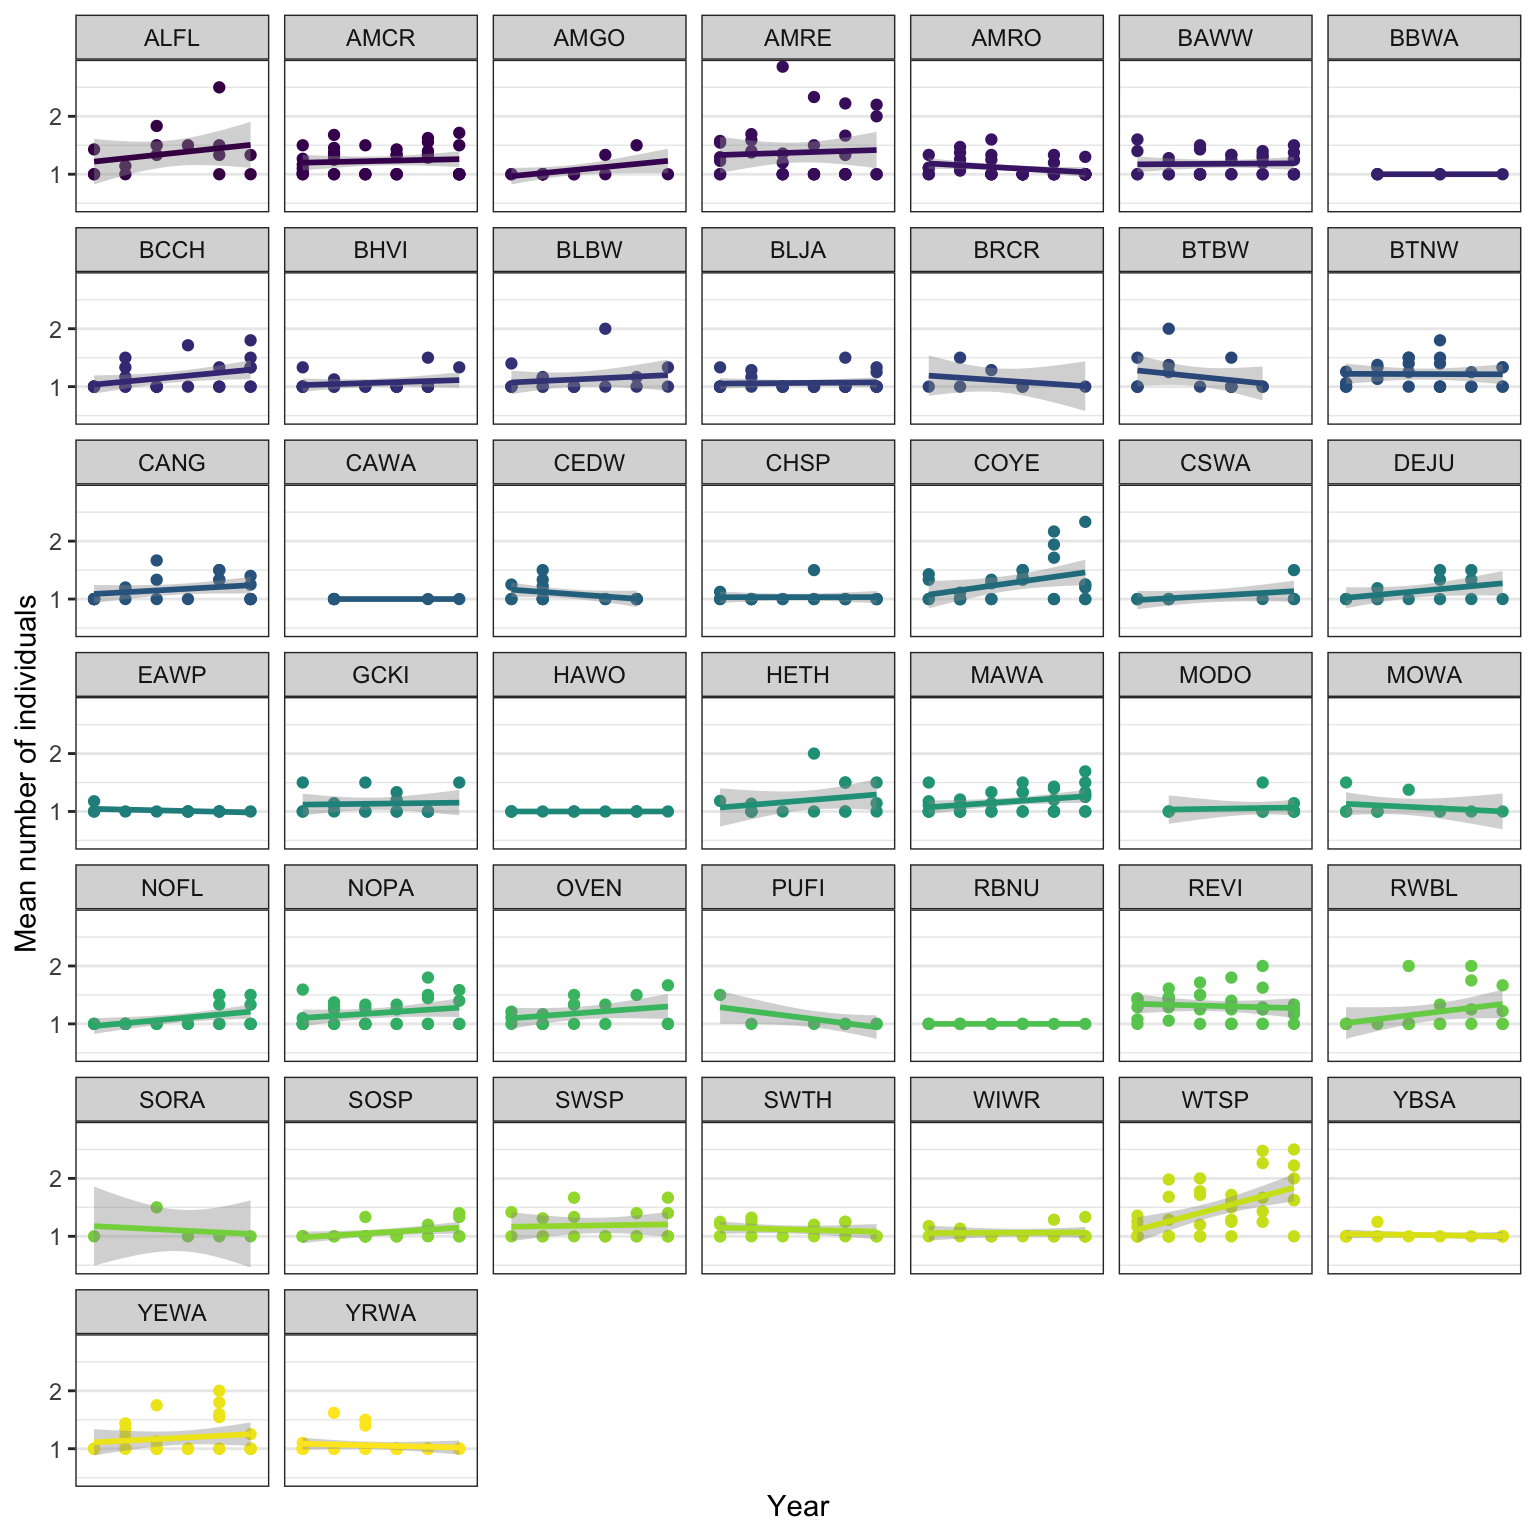 ALFL AMCR AMGO AMRE AMRO BAWW BBWA
2
1
BCCH BHVI BLBW BLJA BRCR BTBW BTNW
2
1
CANG CAWA CEDW CHSP COYE CSWA DEJU
2
1
EAWP GCKI HAWO HETH MAWA MODO MOWA
2
1
NOFL NOPA OVEN PUFI RBNU REVI RWBL
2
1
SORA SOSP SWSP SWTH WIWR WTSP YBSA
2
1
YEWA YRWA
2
1
Mean number of individuals
Year